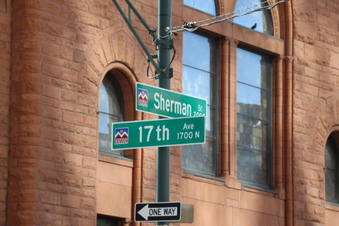 Sherman St
17th Ave
1700 N
ONE WAY